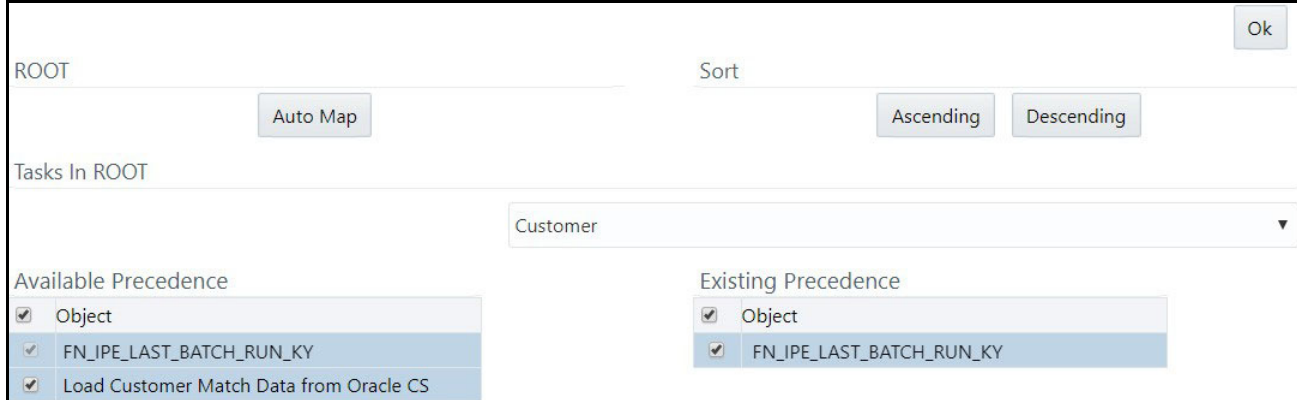 Ok
ROOT
Sort
Auto Map
Ascending
Descending
Tasks In ROOT
Customer
Available Precedence
Existing Precedence
Object
Object
FN_IPE_LAST_BATCH_RUN_KY
FN_IPE_LAST_BATCH_RUN_KY
Load Customer Match Data from Oracle CS